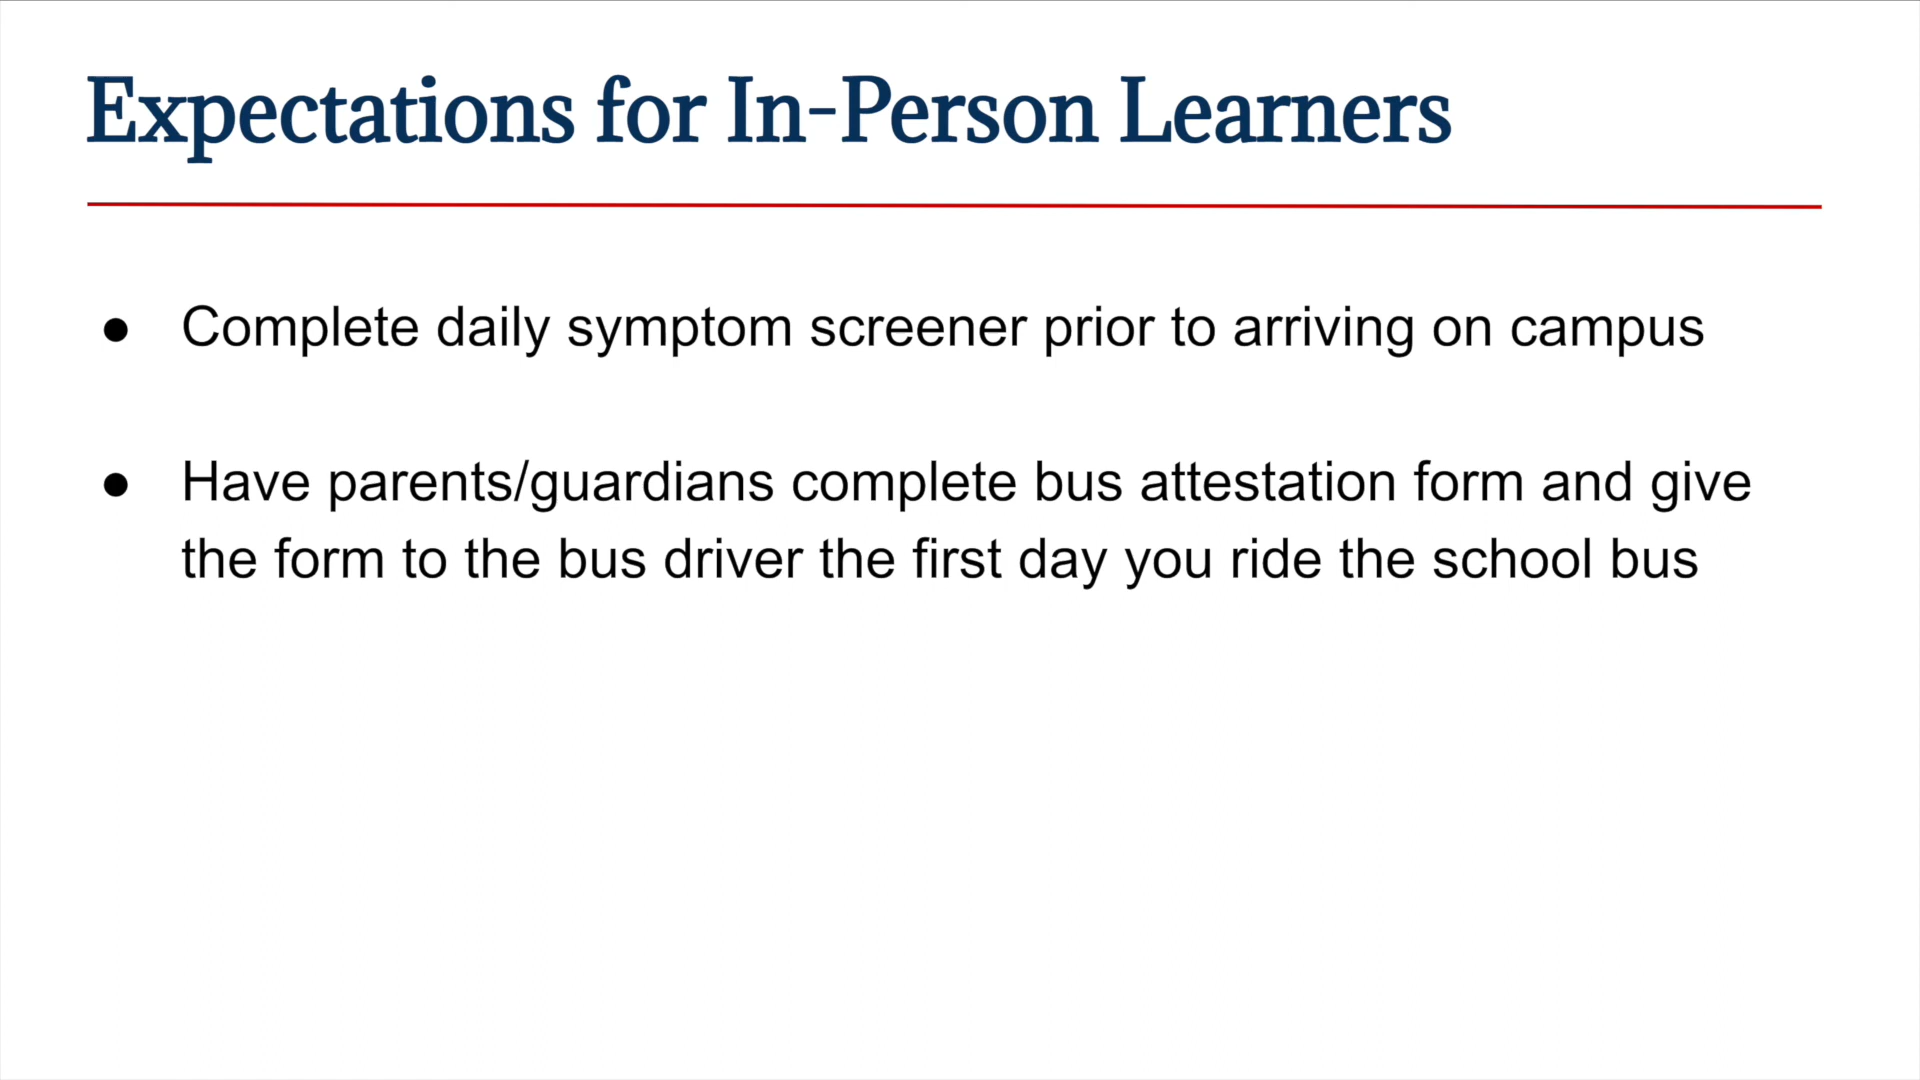 Expectations for In-Person Learners
● Complete daily symptom screener prior to arriving on campus
● Have parents/guardians complete bus attestation form and give
the form to the bus driver the first day you ride the school bus